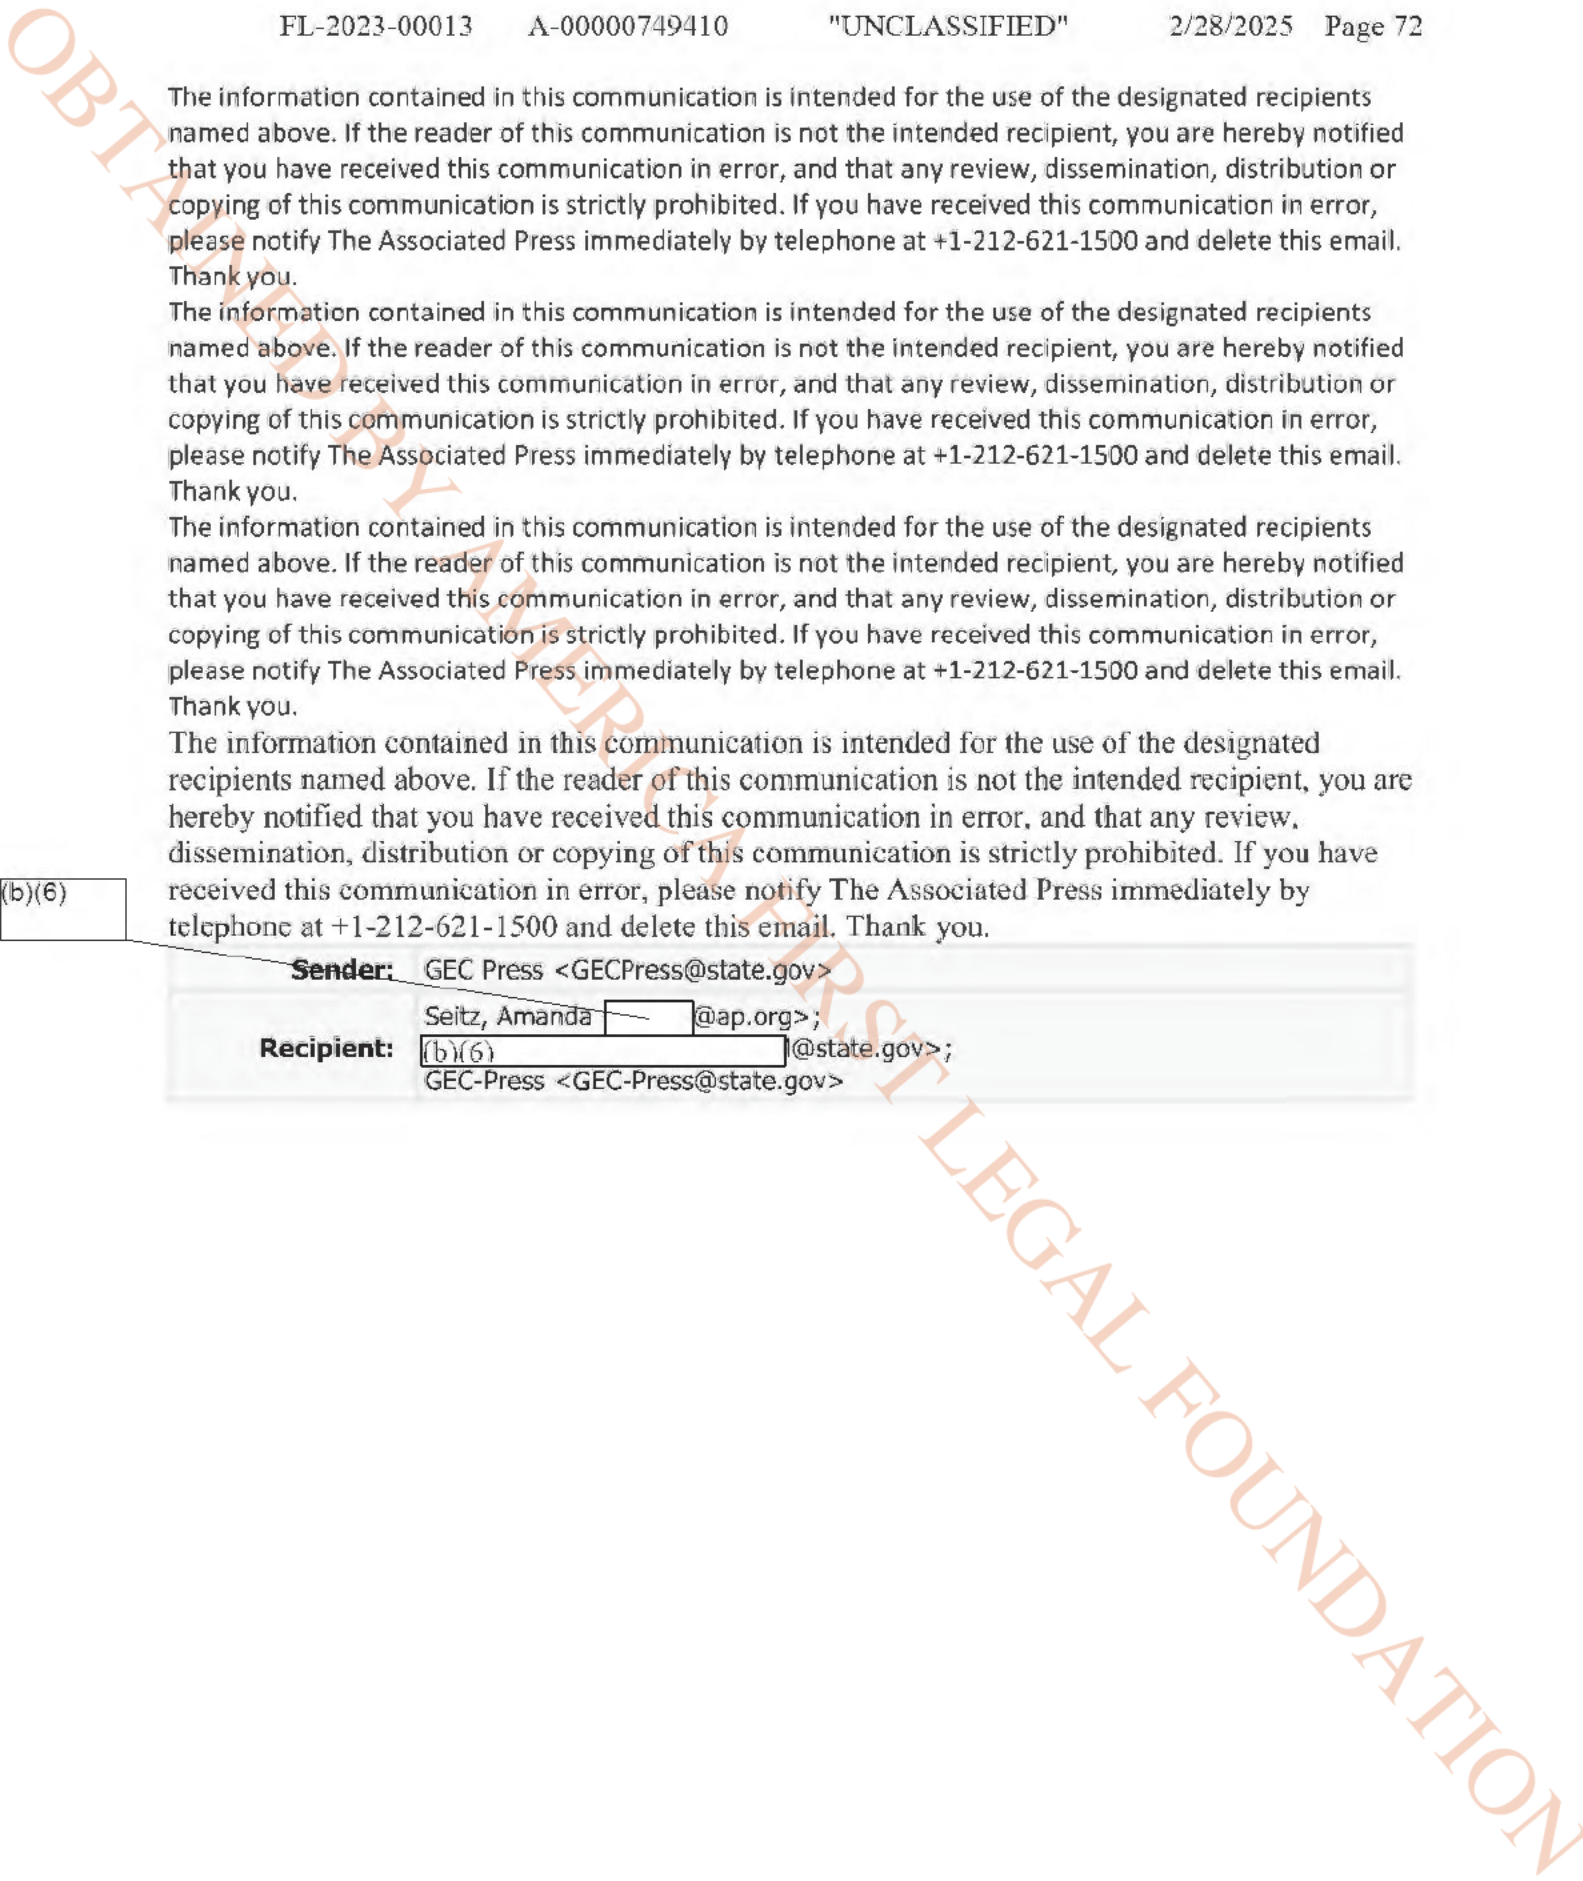 FL-2023-00013 A-00000749410 "UNCLASSIFIED" 2/28/2025 Page 72
The information contained in this communication is intended for the use of the designated recipients
named above. If the reader of this communication is not the intended recipient, you are hereby notified
that you have received this communication in error, and that any review, dissemination, distribution or
copying of this communication is strictly prohibited. If you have received this communication in error,
please notify The Associated Press immediately by telephone at +1-212-621-1500 and delete this email.
Thank you.
The information contained in this communication is intended for the use of the designated recipients
named above. If the reader of this communication is not the intended recipient, you are hereby notified
that you have received this communication in error, and that any review, dissemination, distribution or
copying of this communication is strictly prohibited. If you have received this communication in error,
please notify The Associated Press immediately by telephone at +1-212-621-1500 and delete this email.
Thank you.
The information contained in this communication is intended for the use of the designated recipients
named above. If the reader of this communication is not the intended recipient, you are hereby notified
that you have received this communication in error, and that any review, dissemination, distribution or
copying of this communication is strictly prohibited. If you have received this communication in error,
please notify The Associated Press immediately by telephone at +1-212-621-1500 and delete this email.
Thank you.
The information contained in this communication is intended for the use of the designated
recipients named above. If the reader of this communication is not the intended recipient, you are
hereby notified that you have received this communication in error, and that any review,
dissemination, distribution or copying of this communication is strictly prohibited. If you have
received this communication in error, please notify The Associated Press immediately by
telephone at +1-212-621-1500 and delete this email. Thank you.
(b)(6)
Sender: GEC Press <GECPress@state.gov>
Seitz, Amanda @ap.org>;
Recipient: (b)(6) @state.gov>;
GEC-Press <GEC-Press@state.gov>
OBTAINED BY AMERICA FIRST LEGAL FOUNDATION